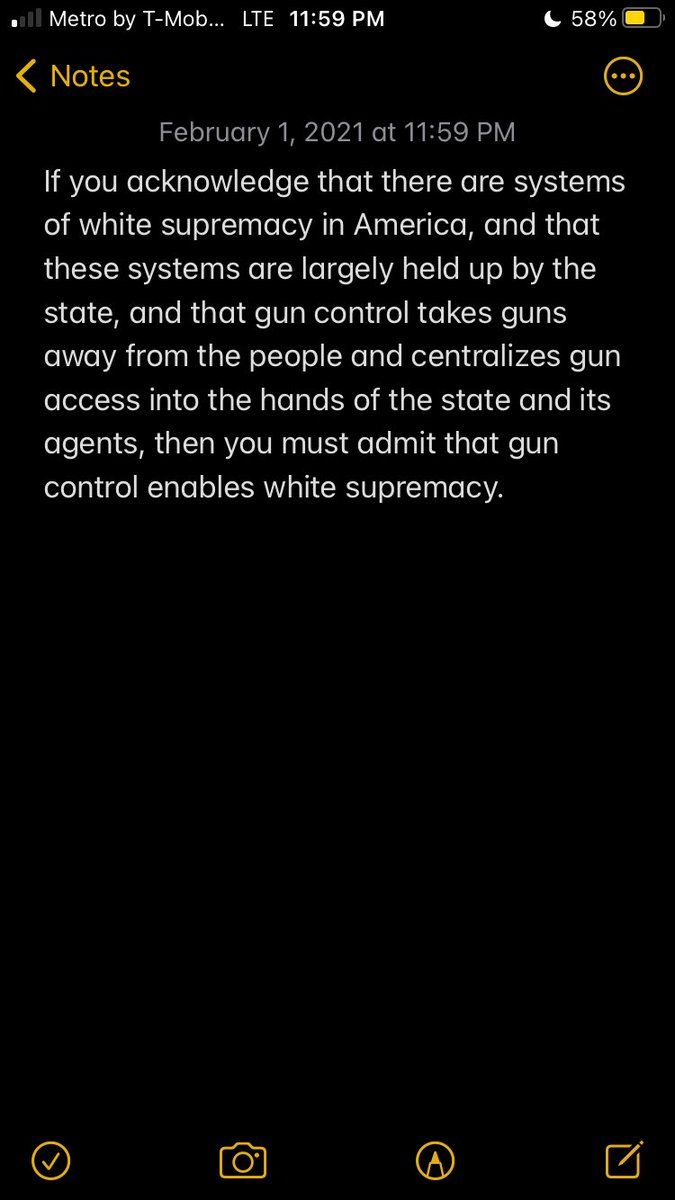 Metro by T-Mob... LTE 11:59 PM 58%
Notes
February 1, 2021 at 11:59 PM
If you acknowledge that there are systems
of white supremacy in America, and that
these systems are largely held up by the
state, and that gun control takes guns
away from the people and centralizes gun
access into the hands of the state and its
agents, then you must admit that gun
control enables white supremacy.